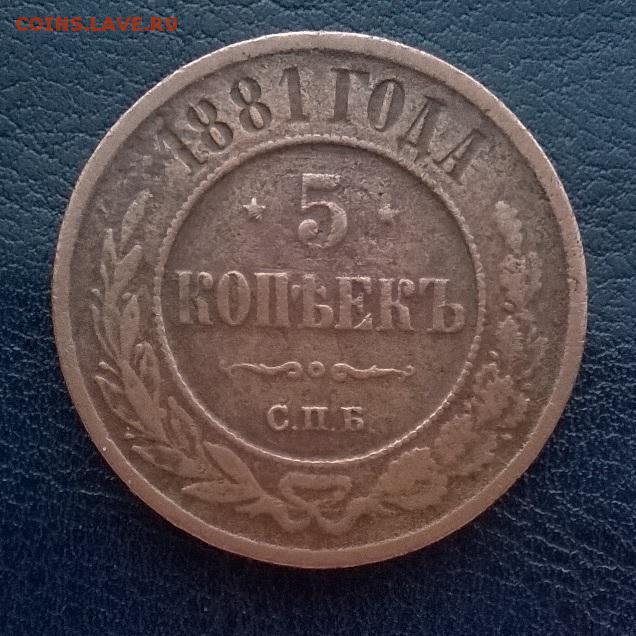 COINS.LAVE.RU
1881 ГОДА
5
КОПѢЕКЪ
С.П.Б.